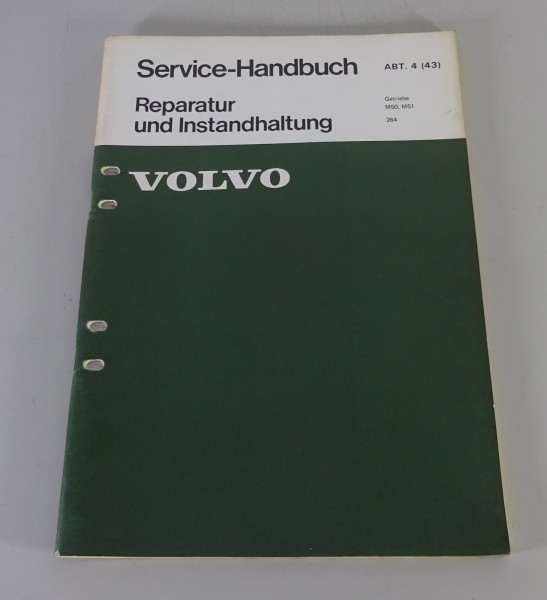 Service-Handbuch
ABT. 4 (43)
Reparatur
und Instandhaltung
Getriebe
M50, M51
264
VOLVO